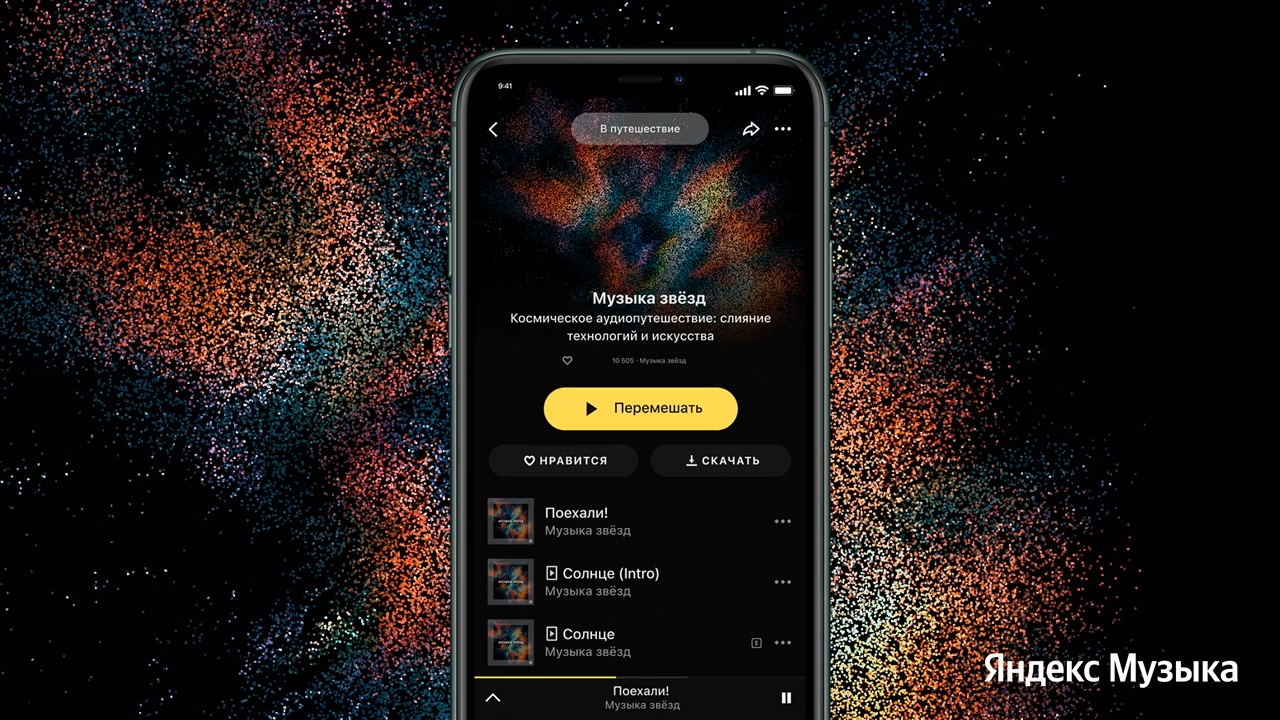 9:41
В путешествие
Музыка звёзд
Космическое аудиопутешествие: слияние
технологий и искусства
10 505 · Музыка звёзд
Перемешать
НРАВИТСЯ
СКАЧАТЬ
Поехали!
Музыка звёзд
Солнце (Intro)
Музыка звёзд
Солнце
E
Музыка звёзд
Поехали!
Музыка звёзд
Яндекс Музыка